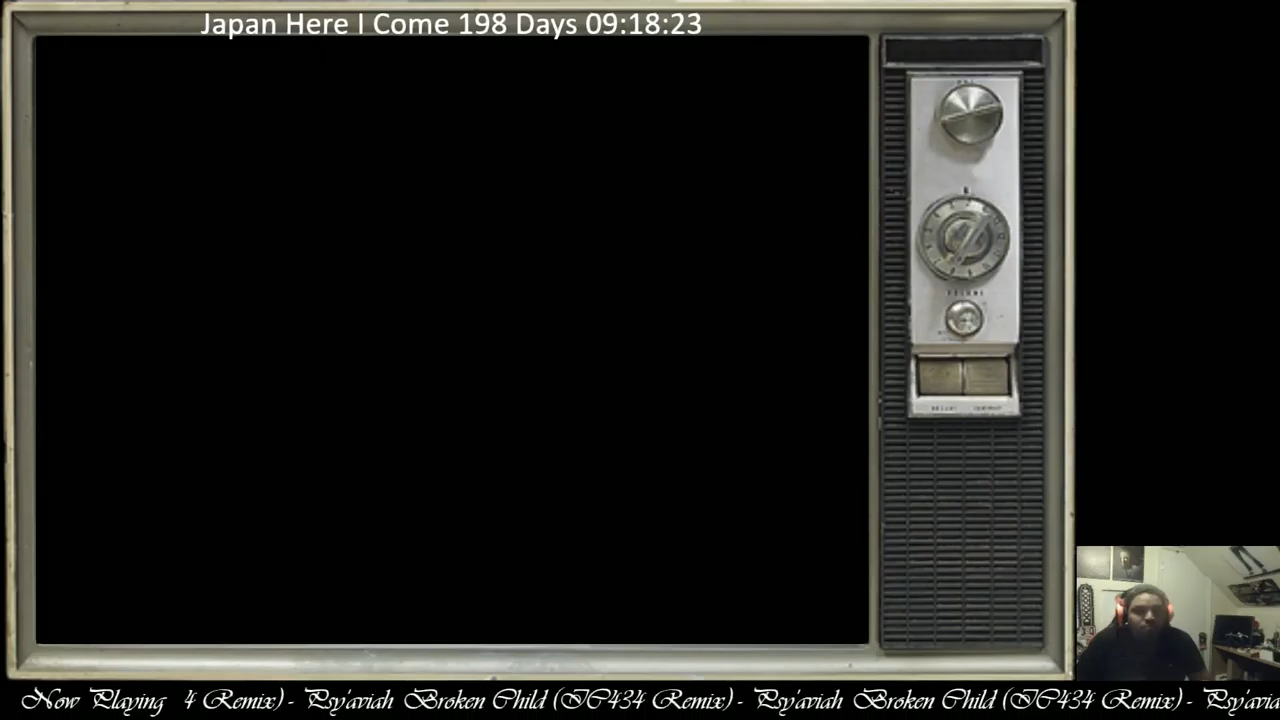 Japan Here I Come 198 Days 09:18:23
Now Playing 4 Remix) - Psy'aviah Broken Child (IC434 Remix) - Psy'aviah Broken Child (IC434 Remix) - Psy'avia